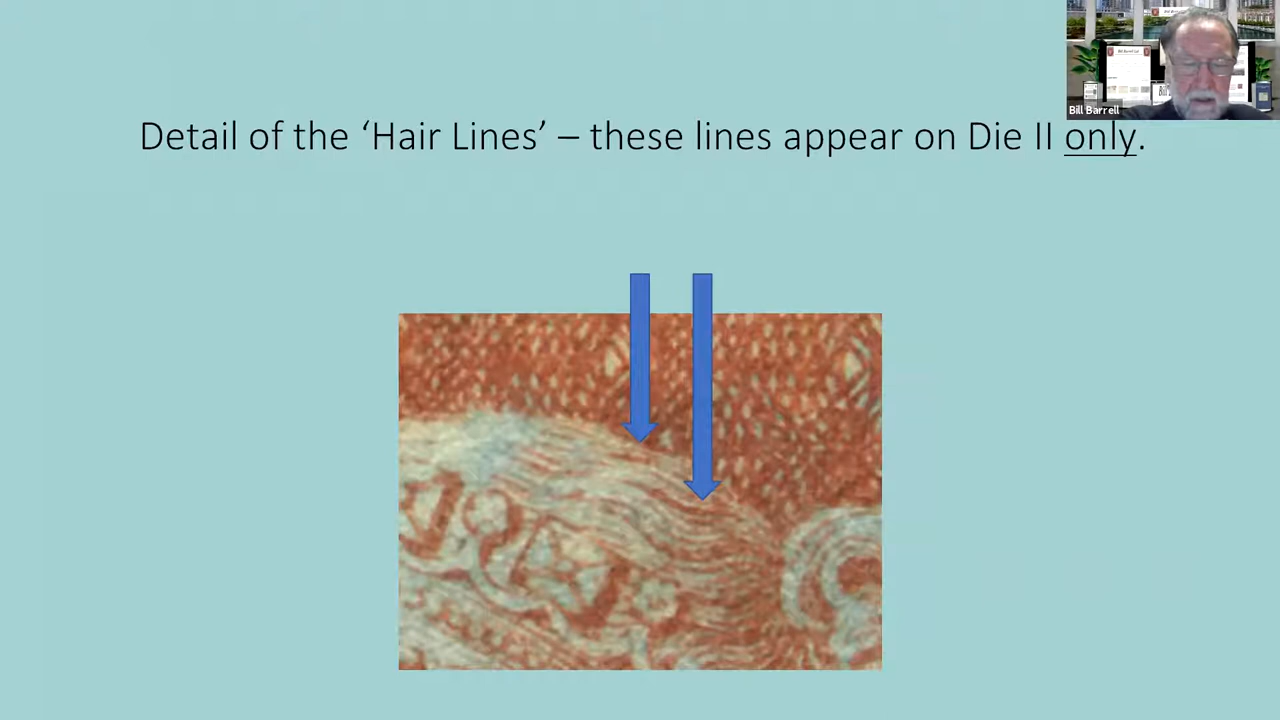 Detail of the ‘Hair Lines’ – these lines appear on Die II only.
Bill Barrell